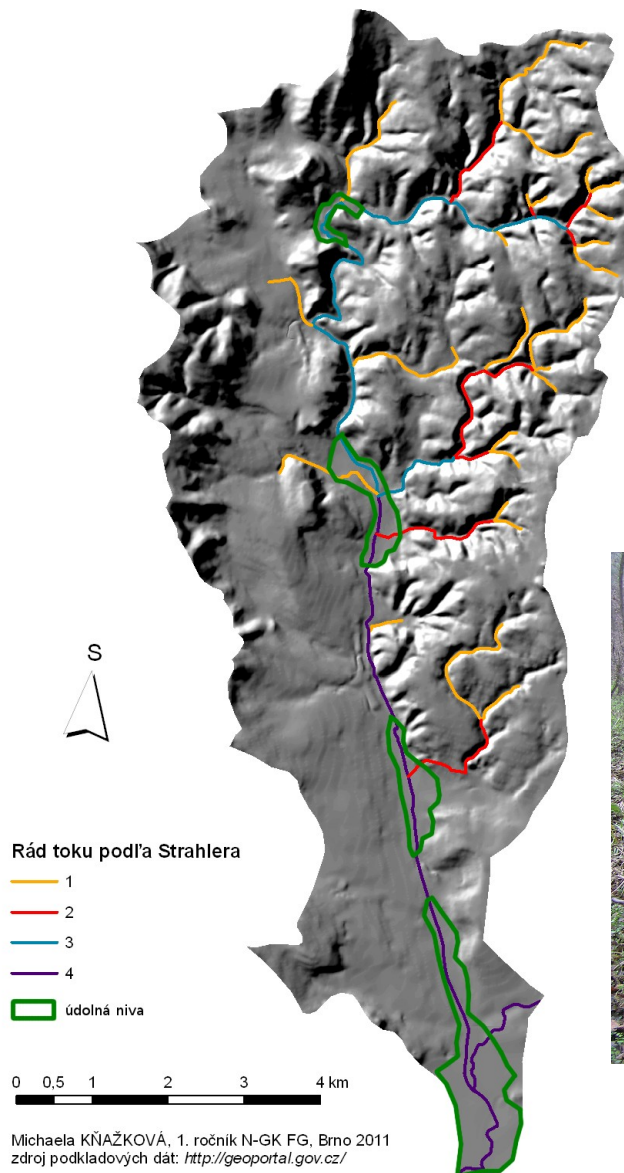 S
Rád toku podľa Strahlera
1
2
3
4
údolná niva
0 0,5 1 2 3 4 km
Michaela KŇAŽKOVÁ, 1. ročník N-GK FG, Brno 2011
zdroj podkladových dát: http://geoportal.gov.cz/